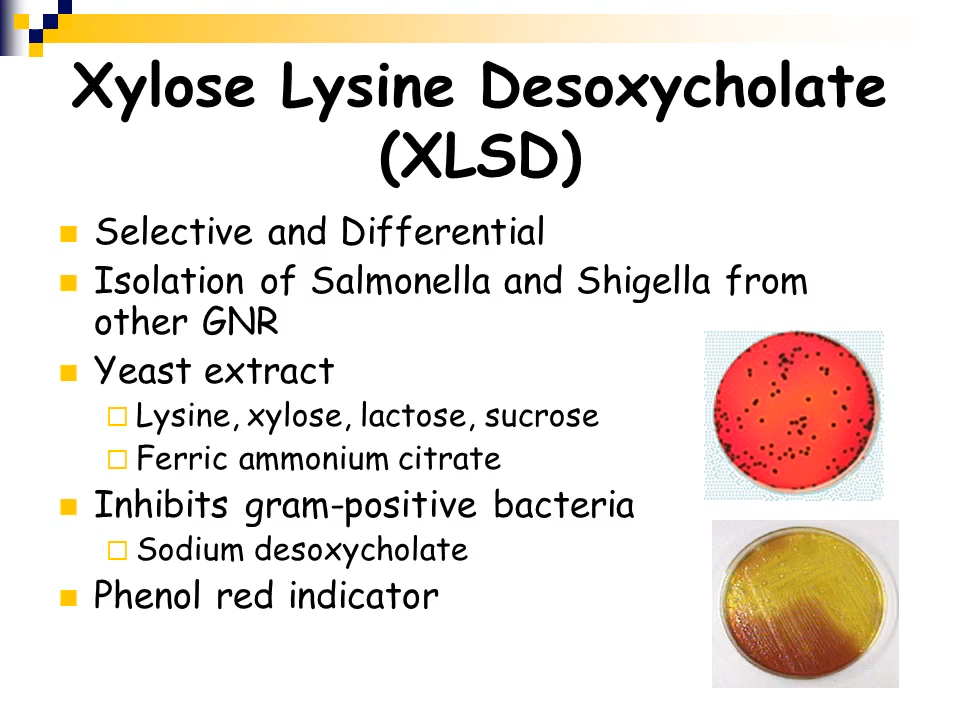 Xylose Lysine Desoxycholate
(XLSD)
Selective and Differential
Isolation of Salmonella and Shigella from
other GNR
Yeast extract
Lysine, xylose, lactose, sucrose
Ferric ammonium citrate
Inhibits gram-positive bacteria
Sodium desoxycholate
Phenol red indicator